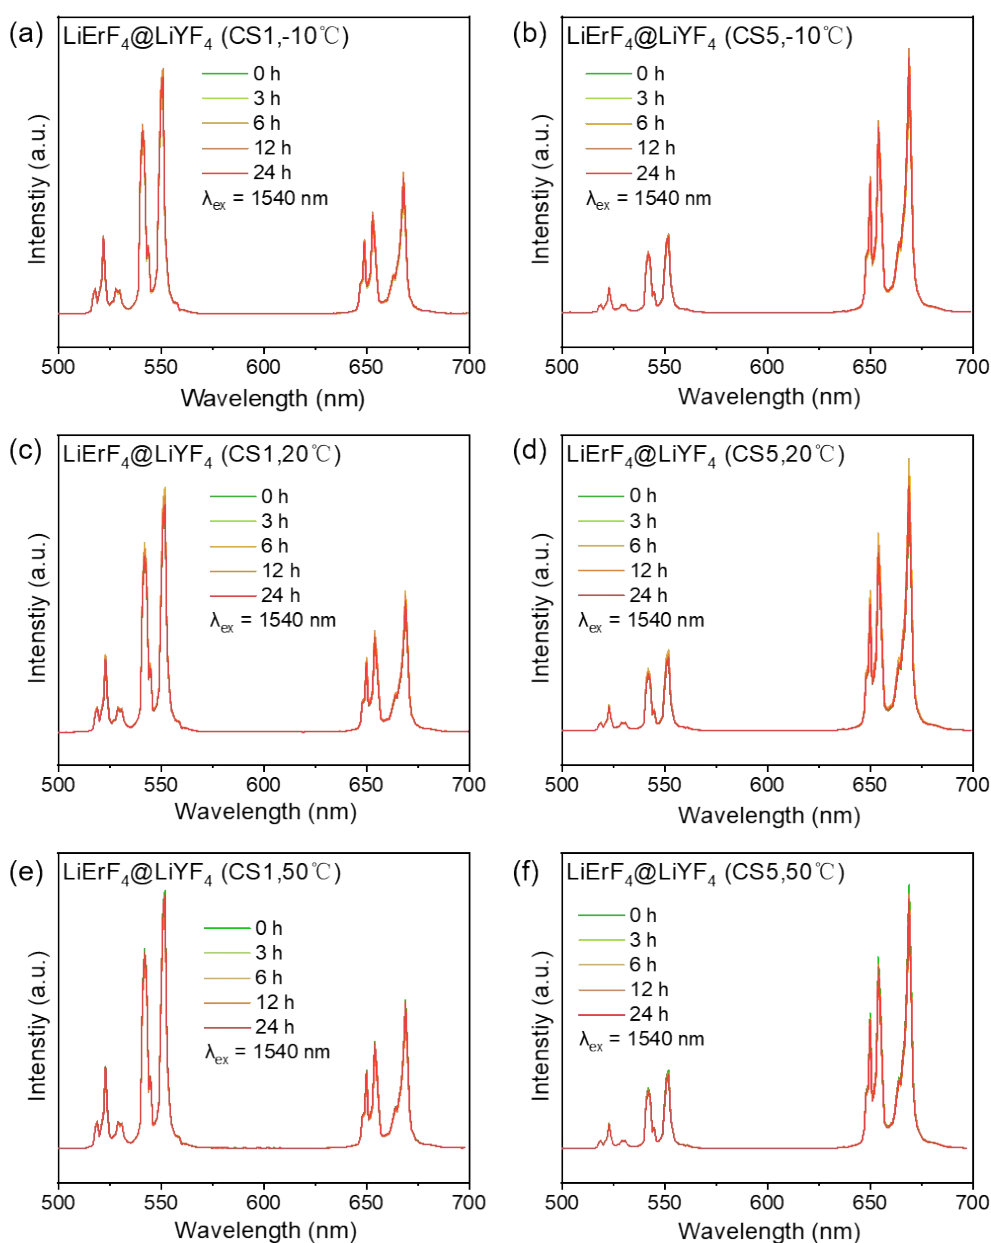 (a)
LiErF₄@LiYF₄ (CS1,-10℃)
0 h
3 h
6 h
12 h
24 h
λex = 1540 nm
Intenstiy (a.u.)
500 550 600 650 700
Wavelength (nm)
(b)
LiErF₄@LiYF₄ (CS5,-10℃)
0 h
3 h
6 h
12 h
24 h
λex = 1540 nm
Intenstiy (a.u.)
500 550 600 650 700
Wavelength (nm)
(c)
LiErF₄@LiYF₄ (CS1,20℃)
0 h
3 h
6 h
12 h
24 h
λex = 1540 nm
Intenstiy (a.u.)
500 550 600 650 700
Wavelength (nm)
(d)
LiErF₄@LiYF₄ (CS5,20℃)
0 h
3 h
6 h
12 h
24 h
λex = 1540 nm
Intenstiy (a.u.)
500 550 600 650 700
Wavelength (nm)
(e)
LiErF₄@LiYF₄ (CS1,50℃)
0 h
3 h
6 h
12 h
24 h
λex = 1540 nm
Intenstiy (a.u.)
500 550 600 650 700
Wavelength (nm)
(f)
LiErF₄@LiYF₄ (CS5,50℃)
0 h
3 h
6 h
12 h
24 h
λex = 1540 nm
Intenstiy (a.u.)
500 550 600 650 700
Wavelength (nm)